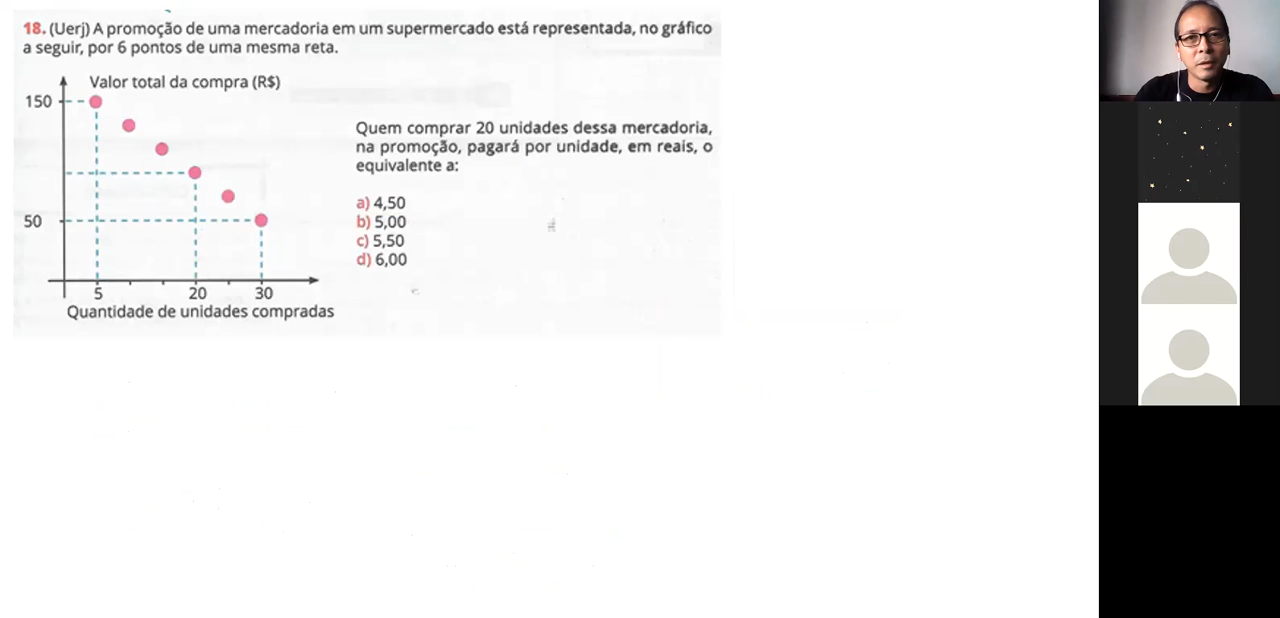 18. (Uerj) A promoção de uma mercadoria em um supermercado está representada, no gráfico
a seguir, por 6 pontos de uma mesma reta.
Valor total da compra (R$)
150
50
5 20 30
Quantidade de unidades compradas
Quem comprar 20 unidades dessa mercadoria,
na promoção, pagará por unidade, em reais, o
equivalente a:
a) 4,50
b) 5,00
c) 5,50
d) 6,00